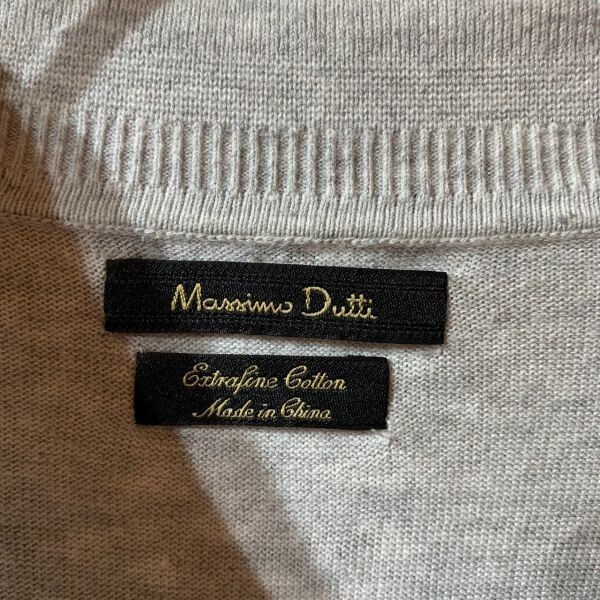 Massimo Dutti
Extrafine Cotton
Made in China